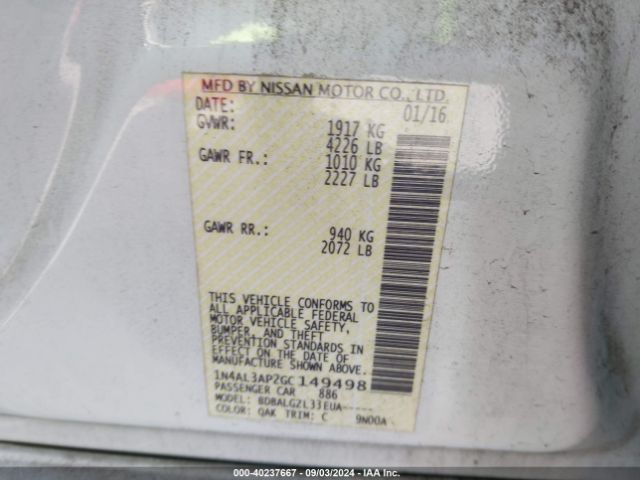 MFD BY NISSAN MOTOR CO., LTD.
DATE: 01/16
GVWR: 1917 KG
4226 LB
GAWR FR.: 1010 KG
2227 LB
GAWR RR.: 940 KG
2072 LB
THIS VEHICLE CONFORMS TO
ALL APPLICABLE FEDERAL
MOTOR VEHICLE SAFETY,
BUMPER, AND THEFT
PREVENTION STANDARDS IN
EFFECT ON THE DATE OF
MANUFACTURE SHOWN ABOVE.
1N4AL3AP2GC149498
PASSENGER CAR 886
MODEL: BDBALGZL33EUA-----
COLOR: QAK TRIM: C 9N00A
000-40237667 - 09/03/2024 - IAA Inc.